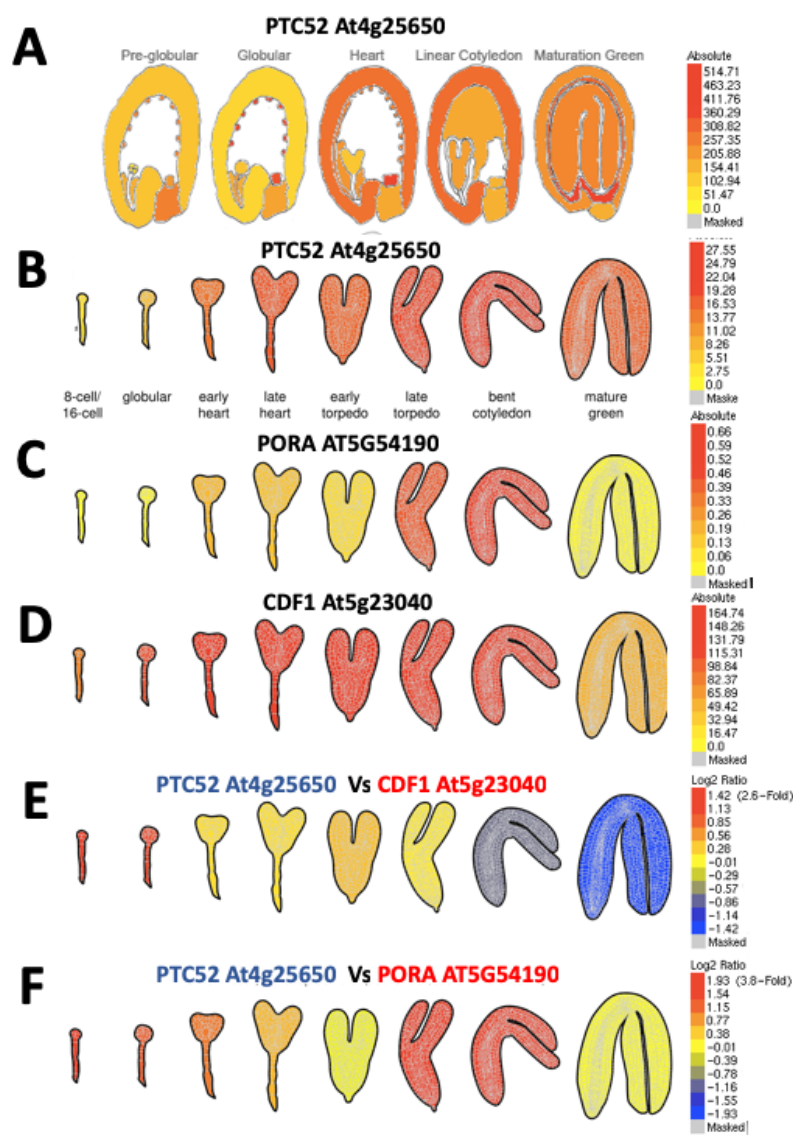 A
PTC52 At4g25650
Pre-globular Globular Heart Linear Cotyledon Maturation Green
Absolute
514.71
463.23
411.76
360.29
308.82
257.35
205.88
154.41
102.94
51.47
0.0
Masked
B
PTC52 At4g25650
27.55
24.79
22.04
19.28
16.53
13.77
11.02
8.26
5.51
2.75
0.0
Maske
8-cell/ globular early late early late bent mature
16-cell heart heart torpedo torpedo cotyledon green
C
PORA AT5G54190
Absolute
0.66
0.59
0.52
0.46
0.39
0.33
0.26
0.19
0.13
0.06
0.0
Masked
D
CDF1 At5g23040
Absolute
164.74
148.26
131.79
115.31
98.84
82.37
65.89
49.42
32.94
16.47
0.0
Masked
E
PTC52 At4g25650 Vs CDF1 At5g23040
Log2 Ratio
1.42 (2.6-Fold)
1.13
0.85
0.56
0.28
-0.01
-0.29
-0.57
-0.86
-1.14
-1.42
Masked
F
PTC52 At4g25650 Vs PORA AT5G54190
Log2 Ratio
1.93 (3.8-Fold)
1.54
1.15
0.77
0.38
-0.01
-0.39
-0.78
-1.16
-1.55
-1.93
Masked